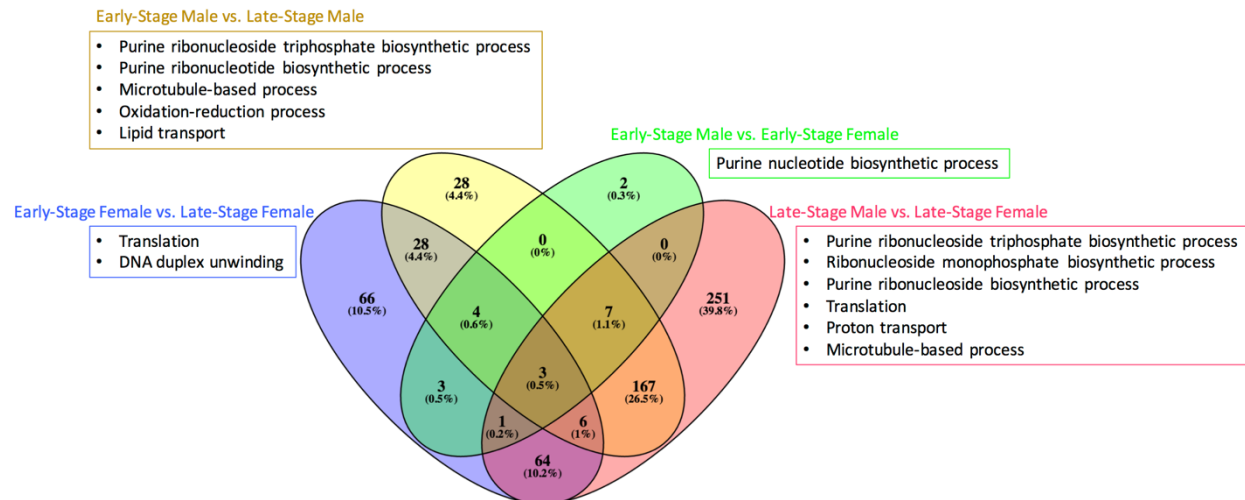 Early-Stage Male vs. Late-Stage Male
• Purine ribonucleoside triphosphate biosynthetic process
• Purine ribonucleotide biosynthetic process
• Microtubule-based process
• Oxidation-reduction process
• Lipid transport
Early-Stage Male vs. Early-Stage Female
Purine nucleotide biosynthetic process
Early-Stage Female vs. Late-Stage Female
• Translation
• DNA duplex unwinding
Late-Stage Male vs. Late-Stage Female
• Purine ribonucleoside triphosphate biosynthetic process
• Ribonucleoside monophosphate biosynthetic process
• Purine ribonucleoside biosynthetic process
• Translation
• Proton transport
• Microtubule-based process
28
(4.4%)
2
(0.3%)
28
(4.4%)
0
(0%)
0
(0%)
66
(10.5%)
4
(0.6%)
7
(1.1%)
251
(39.8%)
3
(0.5%)
3
(0.5%)
167
(26.5%)
1
(0.2%)
6
(1%)
64
(10.2%)